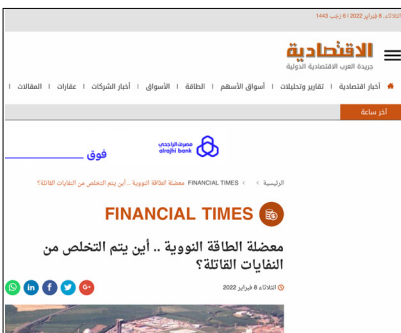 الثلاثاء, 8 فبراير 2022 | 6 رجب 1443
الاقتصادية
جريدة العرب الاقتصادية الدولية
أخبار اقتصادية | تقارير وتحليلات | أسواق الأسهم | الطاقة | الأسواق | أخبار الشركات | عقارات | المقالات |
آخر ساعة
مصرف الراجحي
alrajhi bank
فوق
الرئيسية > FINANCIAL TIMES > معضلة الطاقة النووية .. أين يتم التخلص من النفايات القاتلة؟
FINANCIAL TIMES
معضلة الطاقة النووية .. أين يتم التخلص من
النفايات القاتلة؟
الثلاثاء 8 فبراير 2022